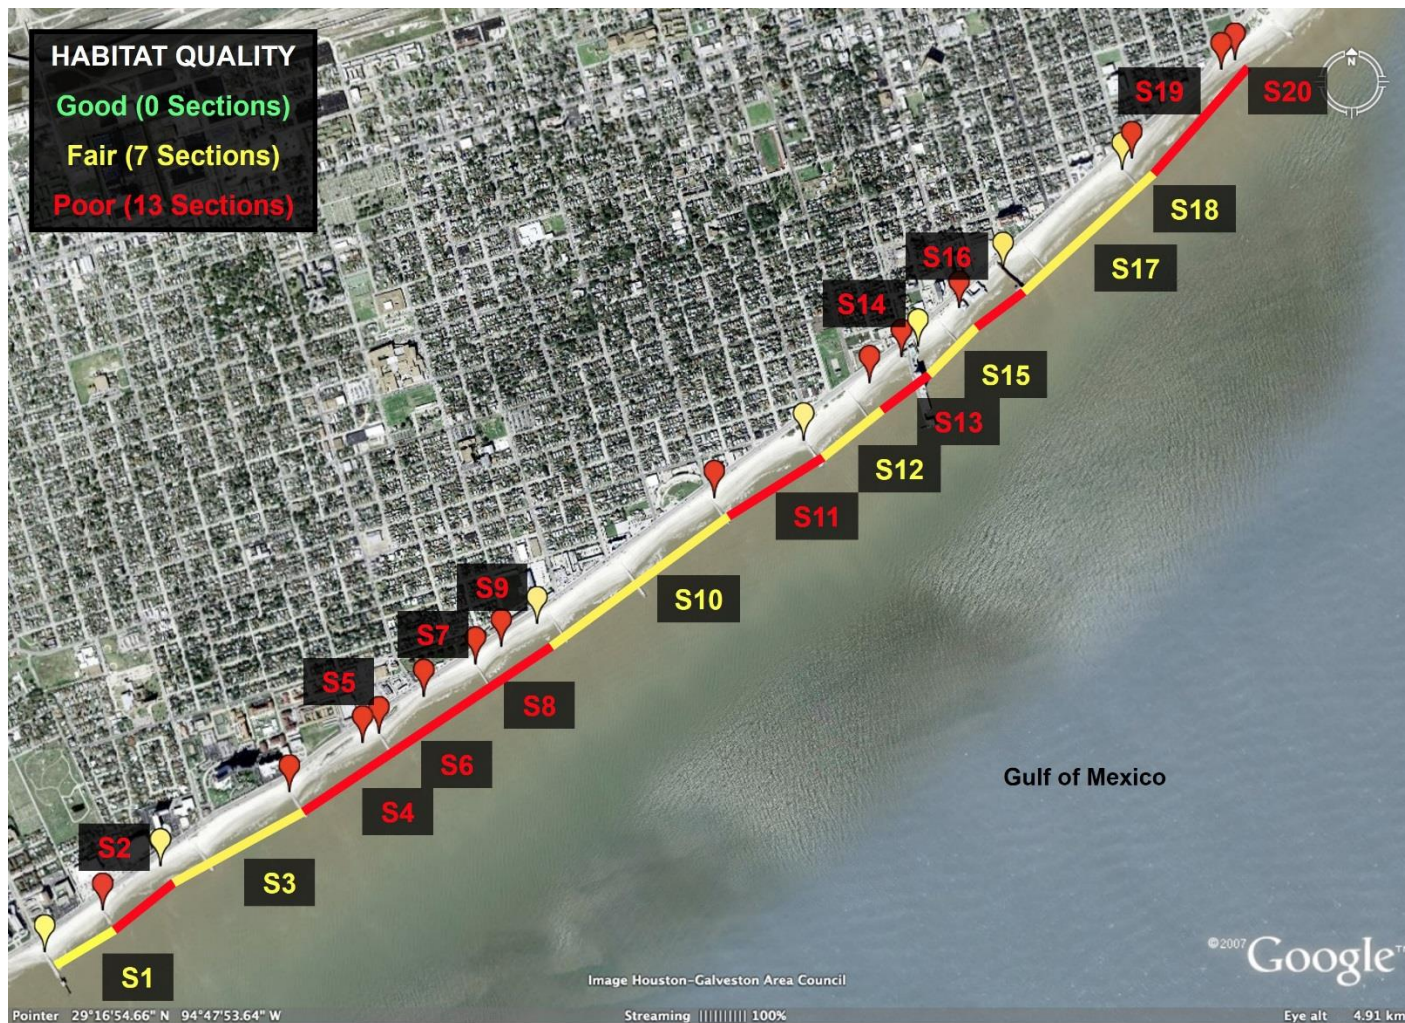 HABITAT QUALITY
Good (0 Sections)
Fair (7 Sections)
Poor (13 Sections)
N
S19
S20
S18
S16
S17
S14
S15
S13
S12
S11
S9
S10
S7
S5
S8
S6
Gulf of Mexico
S4
S2
S3
S1
©2007 Google™
Image Houston-Galveston Area Council
Pointer 29°16'54.66" N 94°47'53.64" W Streaming |||||||||| 100% Eye alt 4.91 km